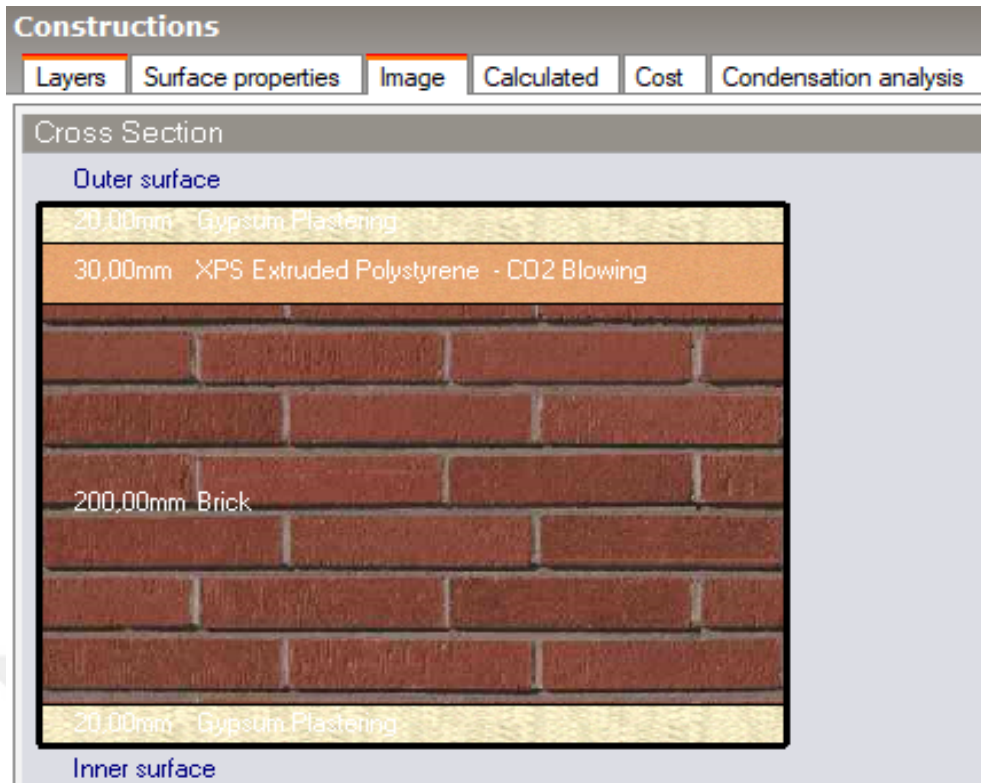 Constructions
Layers Surface properties Image Calculated Cost Condensation analysis
Cross Section
Outer surface
20,00mm Gypsum Plastering
30,00mm XPS Extruded Polystyrene - CO2 Blowing
200,00mm Brick
20,00mm Gypsum Plastering
Inner surface